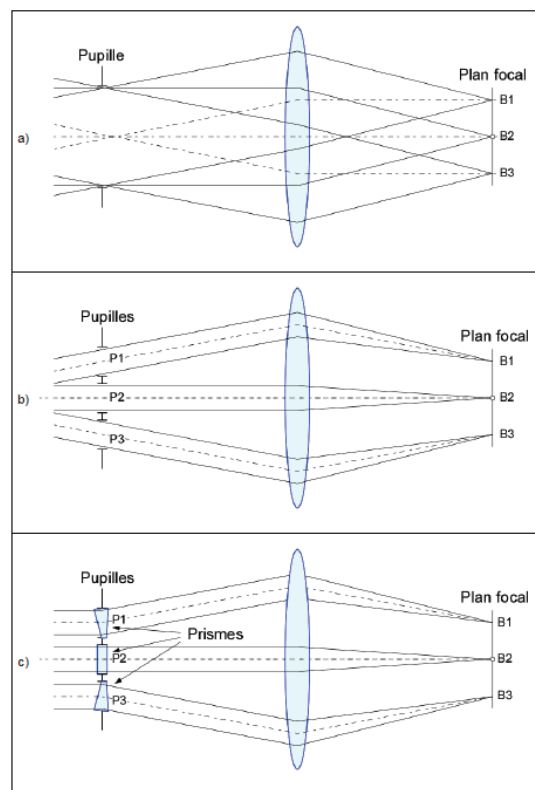 Pupille
Plan focal
B1
a)
B2
B3
Pupilles
Plan focal
P1
B1
b)
P2
B2
P3
B3
Pupilles
Plan focal
P1
B1
Prismes
c)
P2
B2
P3
B3